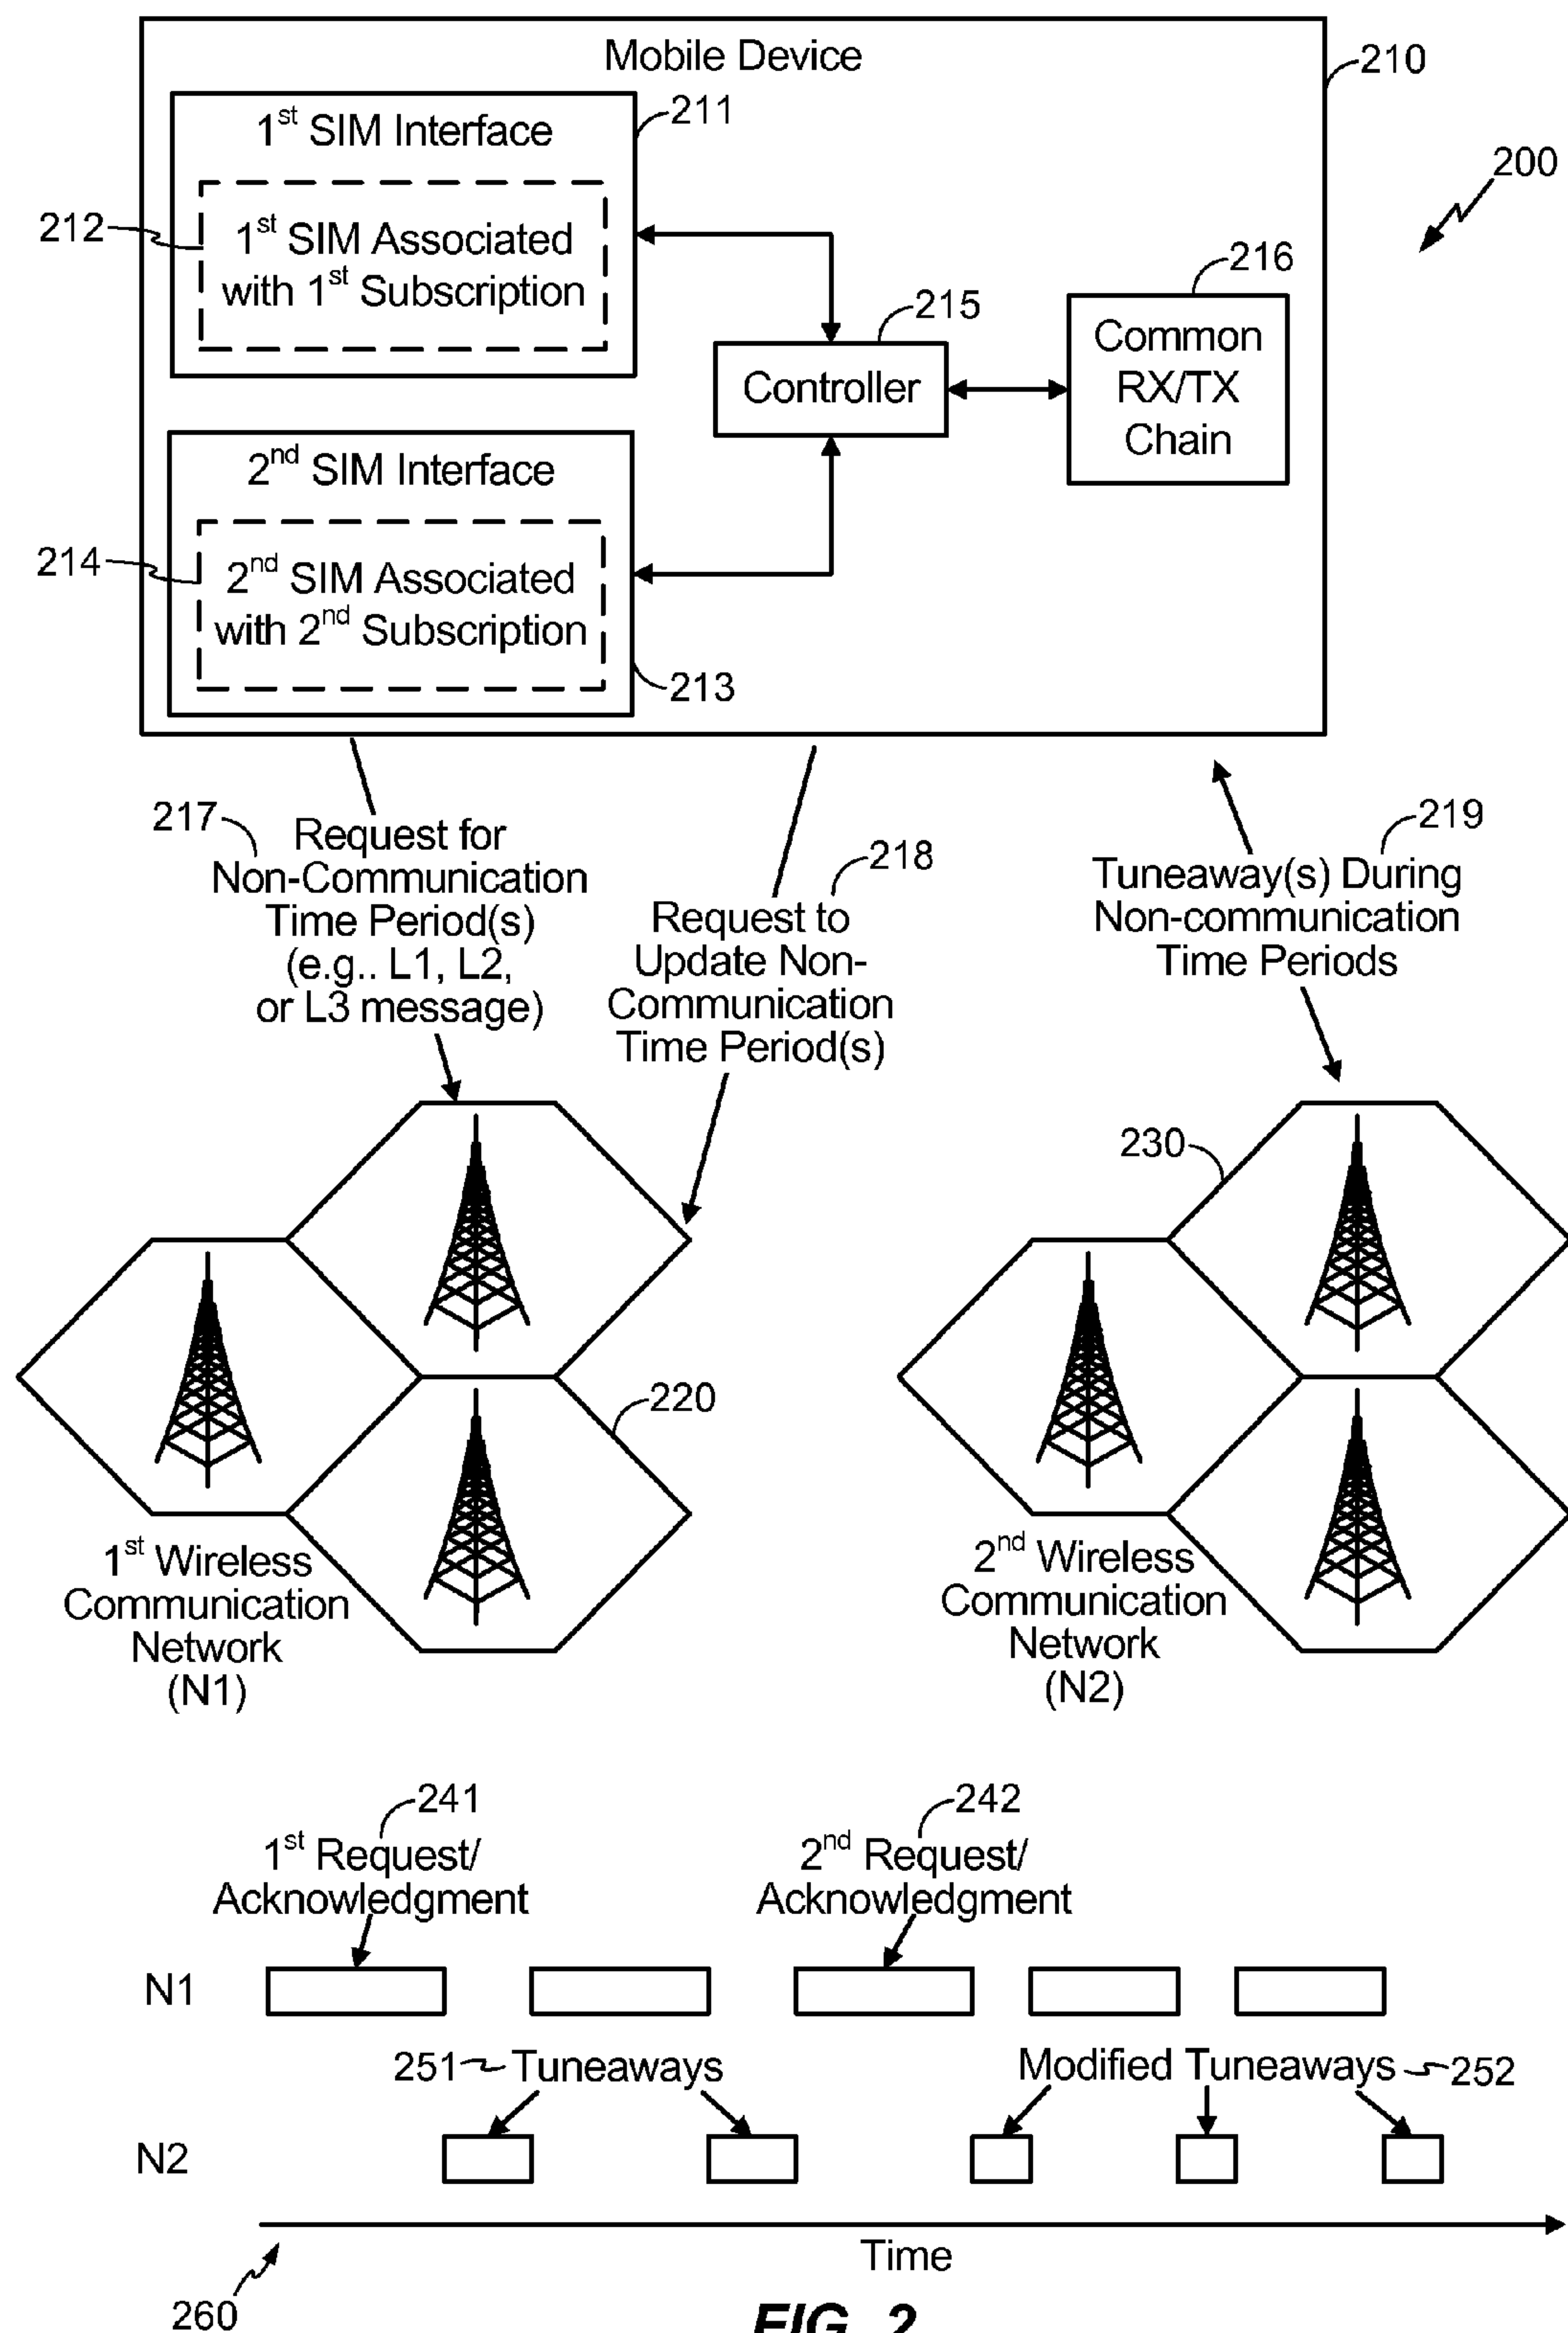 Mobile Device
210
1st SIM Interface
211
200
212
1st SIM Associated
with 1st Subscription
216
215
Common
RX/TX
Chain
Controller
2nd SIM Interface
214
2nd SIM Associated
with 2nd Subscription
213
217
Request for
Non-Communication
Time Period(s)
(e.g.. L1, L2,
or L3 message)
218
Request to
Update Non-
Communication
Time Period(s)
219
Tuneaway(s) During
Non-communication
Time Periods
230
220
1st Wireless
Communication
Network
(N1)
2nd Wireless
Communication
Network
(N2)
241
1st Request/
Acknowledgment
242
2nd Request/
Acknowledgment
N1
251
Tuneaways
Modified Tuneaways
252
N2
Time
260
FIG. 2